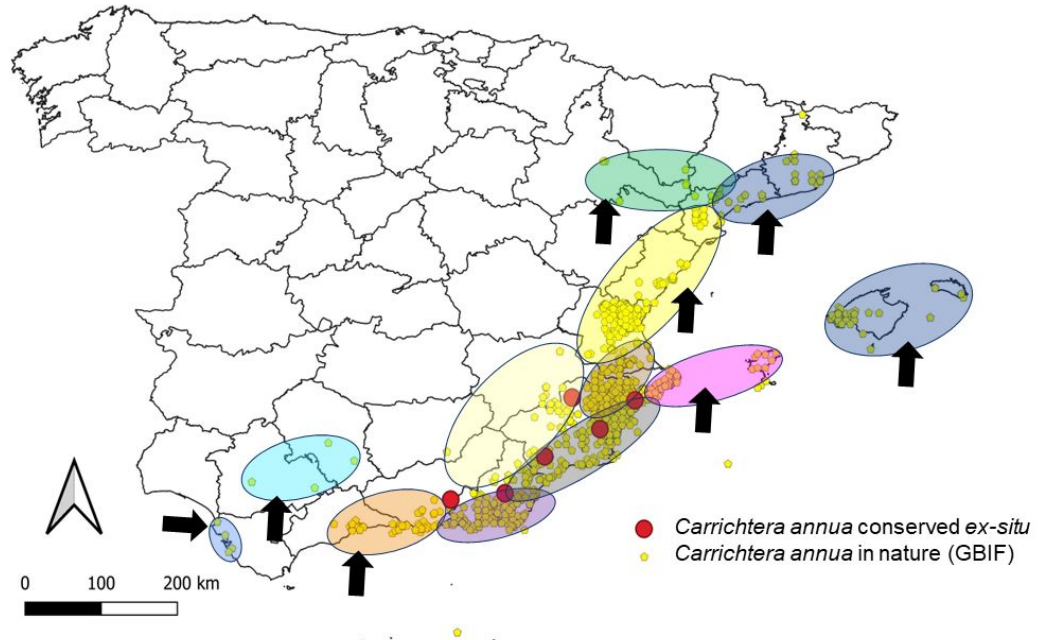 Carrichtera annua conserved ex-situ
Carrichtera annua in nature (GBIF)
0 100 200 km